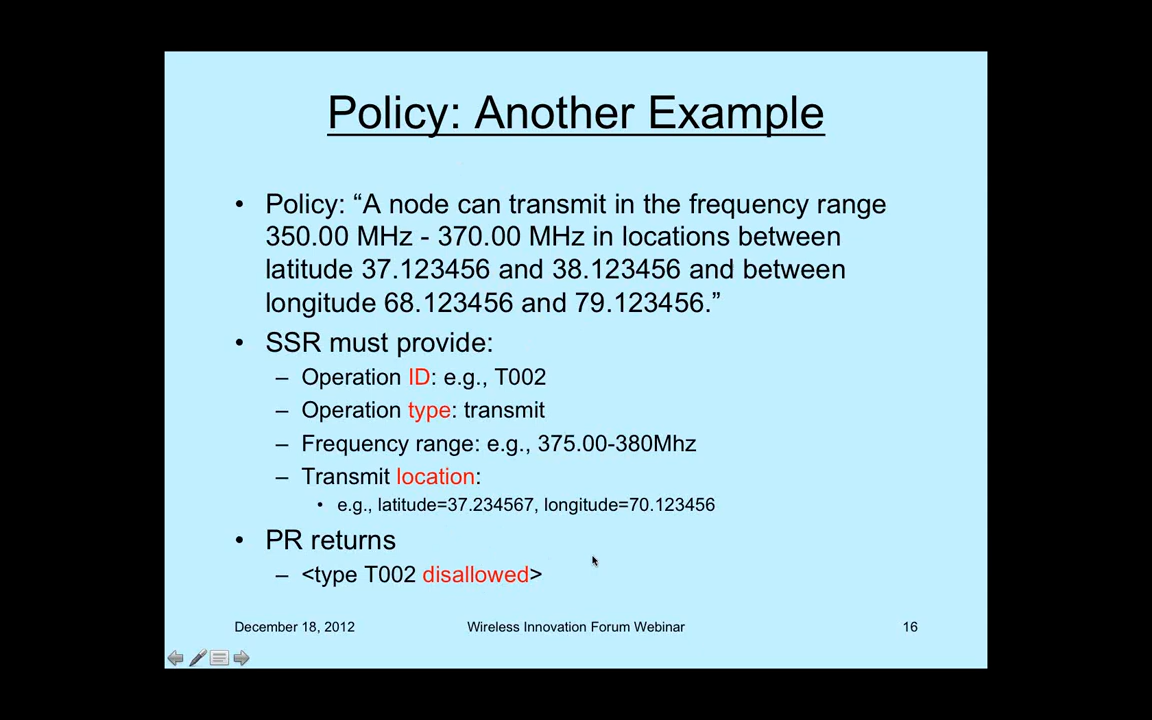 Policy: Another Example
• Policy: “A node can transmit in the frequency range
350.00 MHz - 370.00 MHz in locations between
latitude 37.123456 and 38.123456 and between
longitude 68.123456 and 79.123456.”
• SSR must provide:
– Operation ID: e.g., T002
– Operation type: transmit
– Frequency range: e.g., 375.00-380Mhz
– Transmit location:
• e.g., latitude=37.234567, longitude=70.123456
• PR returns
– <type T002 disallowed>
December 18, 2012 Wireless Innovation Forum Webinar 16